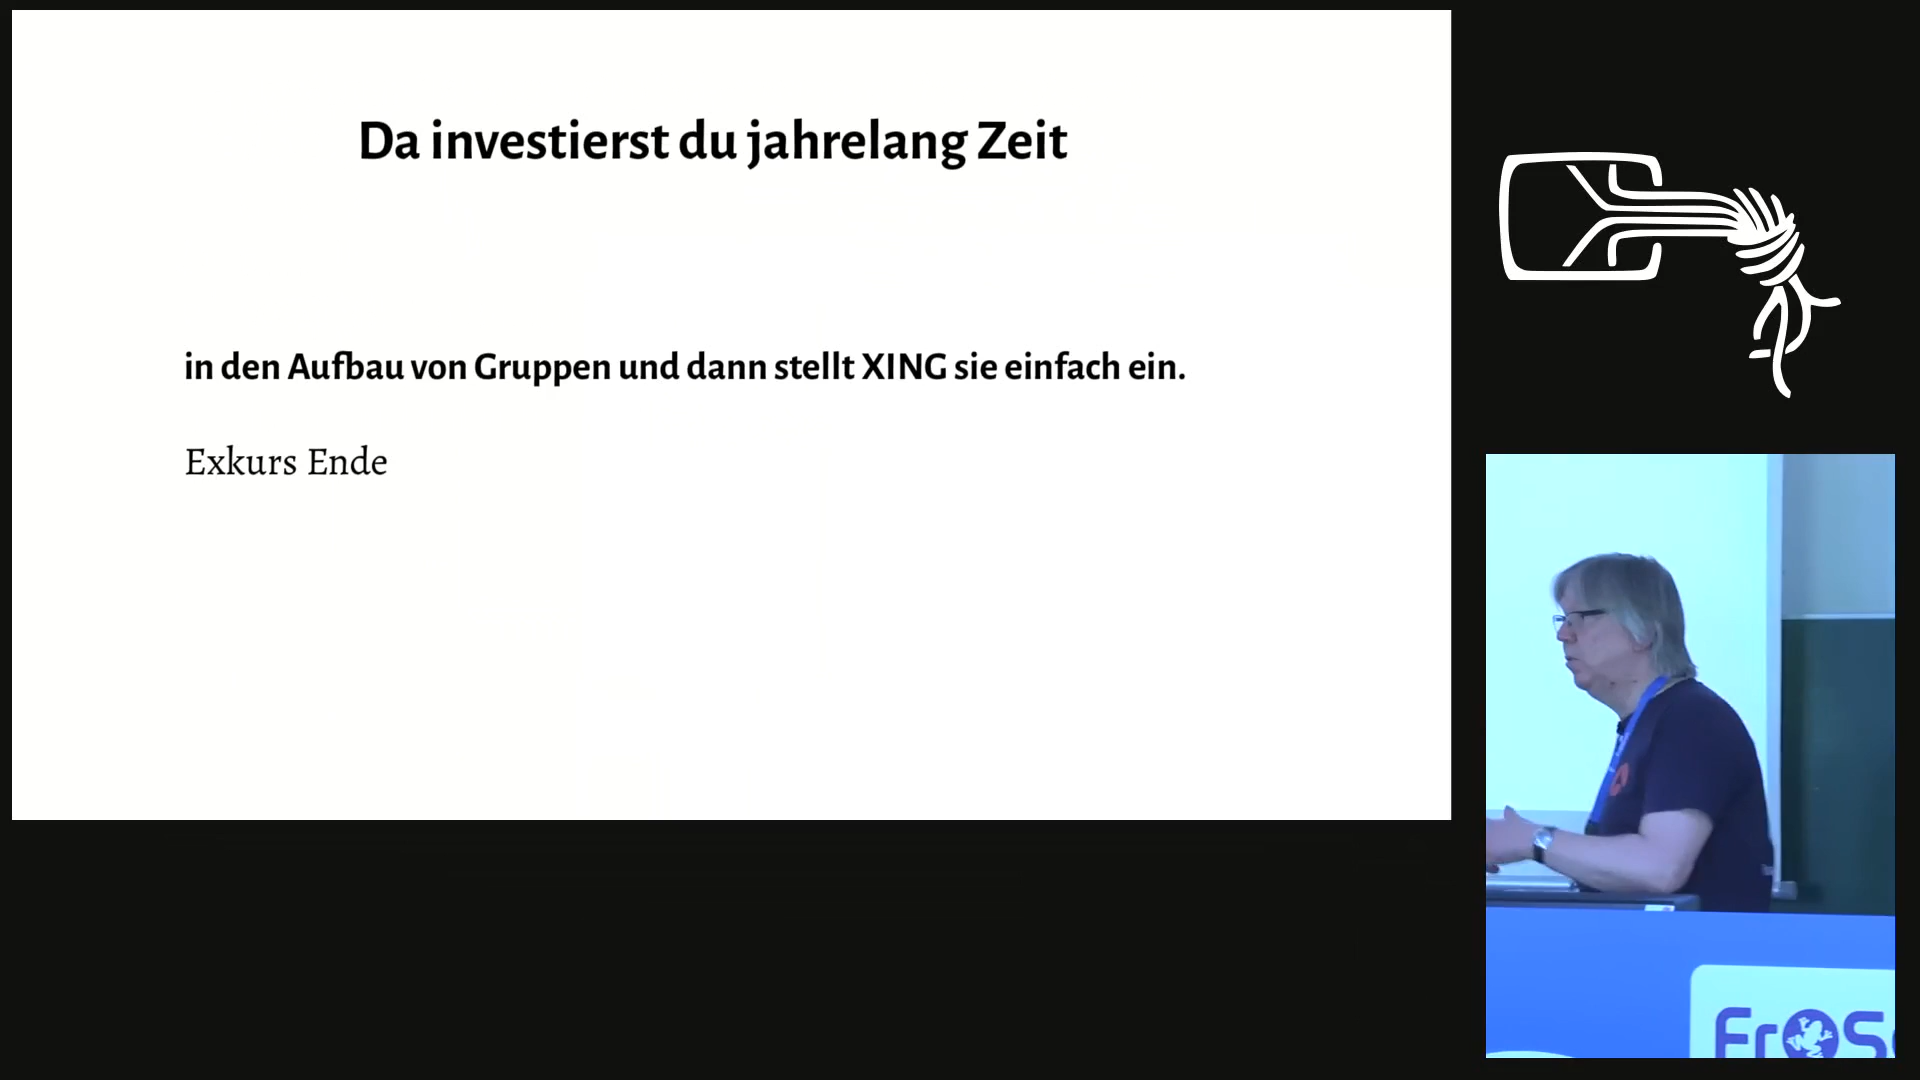 Da investierst du jahrelang Zeit
in den Aufbau von Gruppen und dann stellt XING sie einfach ein.
Exkurs Ende
FrOS